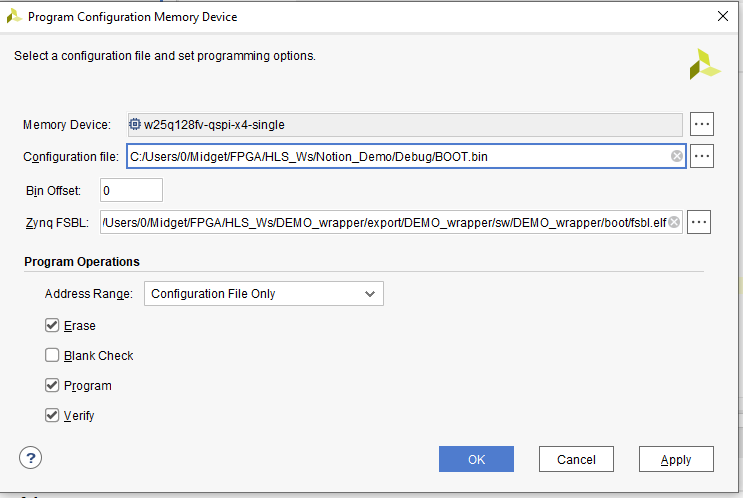 Program Configuration Memory Device
Select a configuration file and set programming options.
Memory Device: w25q128fv-qspi-x4-single
Configuration file: C:/Users/0/Midget/FPGA/HLS_Ws/Notion_Demo/Debug/BOOT.bin
Bin Offset: 0
Zynq FSBL: /Users/0/Midget/FPGA/HLS_Ws/DEMO_wrapper/export/DEMO_wrapper/sw/DEMO_wrapper/boot/fsbl.elf
Program Operations
Address Range: Configuration File Only
Erase
Blank Check
Program
Verify
? OK Cancel Apply